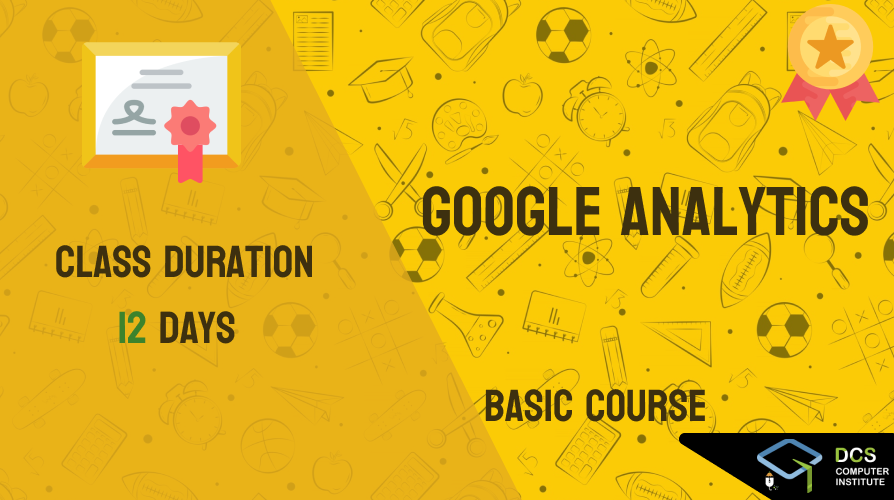 CLASS DURATION
12 DAYS
GOOGLE ANALYTICS
BASIC COURSE
DCS
COMPUTER
INSTITUTE